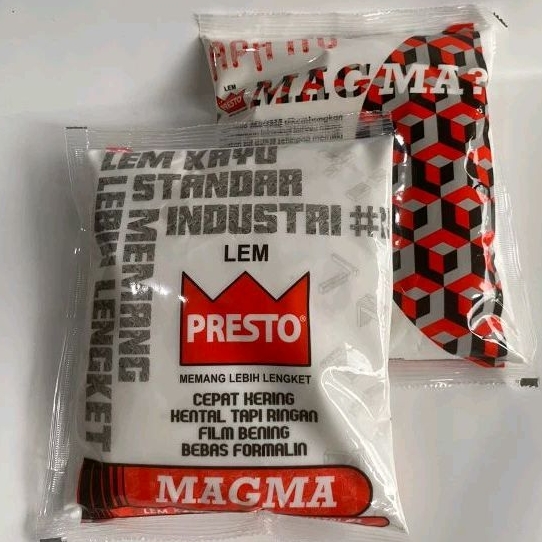 APA ITU
LEM
PRESTO
MAGMA?
LEM KAYU
STANDAR
INDUSTRI #
MEMANG
LEBIH LENGKET
LEM
PRESTO®
MEMANG LEBIH LENGKET
CEPAT KERING
KENTAL TAPI RINGAN
FILM BENING
BEBAS FORMALIN
MAGMA
LEM